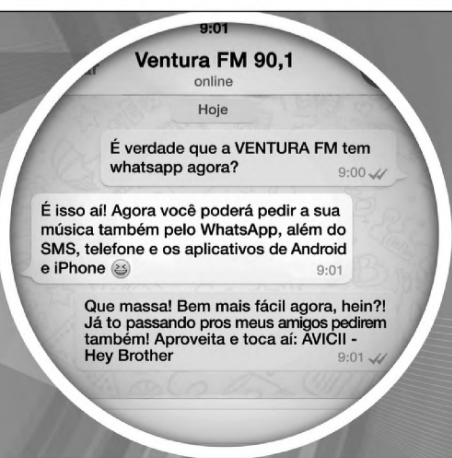 9:01
Ventura FM 90,1
online
Hoje
É verdade que a VENTURA FM tem
whatsapp agora?
9:00
É isso aí! Agora você poderá pedir a sua
música também pelo WhatsApp, além do
SMS, telefone e os aplicativos de Android
e iPhone 😆
9:01
Que massa! Bem mais fácil agora, hein?!
Já to passando pros meus amigos pedirem
também! Aproveita e toca aí: AVICII -
Hey Brother
9:01